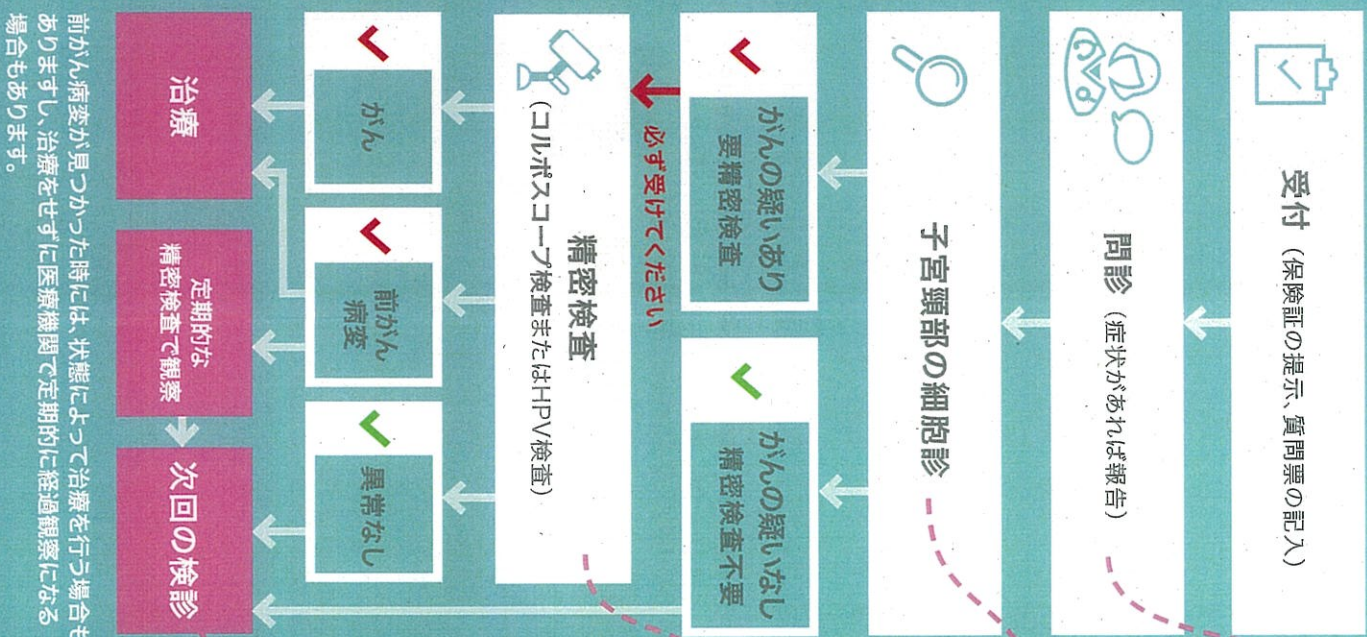 受付（保険証の提示、質問票の記入）
問診（症状があれば報告）
子宮頸部の細胞診
がんの疑いあり
要精密検査
がんの疑いなし
精密検査不要
必ず受けてください
精密検査
（コルポスコープ検査またはHPV検査）
がん
前がん
病変
異常なし
治療
定期的な
精密検査で観察
次回の検診
前がん病変が見つかった時には、状態によって治療を行う場合も
ありますし、治療をせずに医療機関で定期的に経過観察になる
場合もあります。